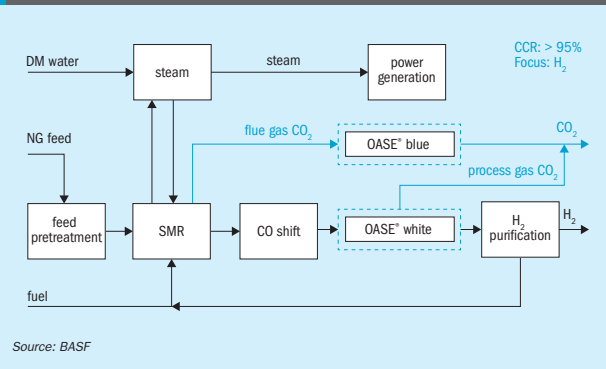 DM water
steam
steam
power
generation
CCR: > 95%
Focus: H₂
NG feed
flue gas CO₂
OASE® blue
CO₂
process gas CO₂
feed
pretreatment
SMR
CO shift
OASE® white
H₂
purification
H₂
fuel
Source: BASF